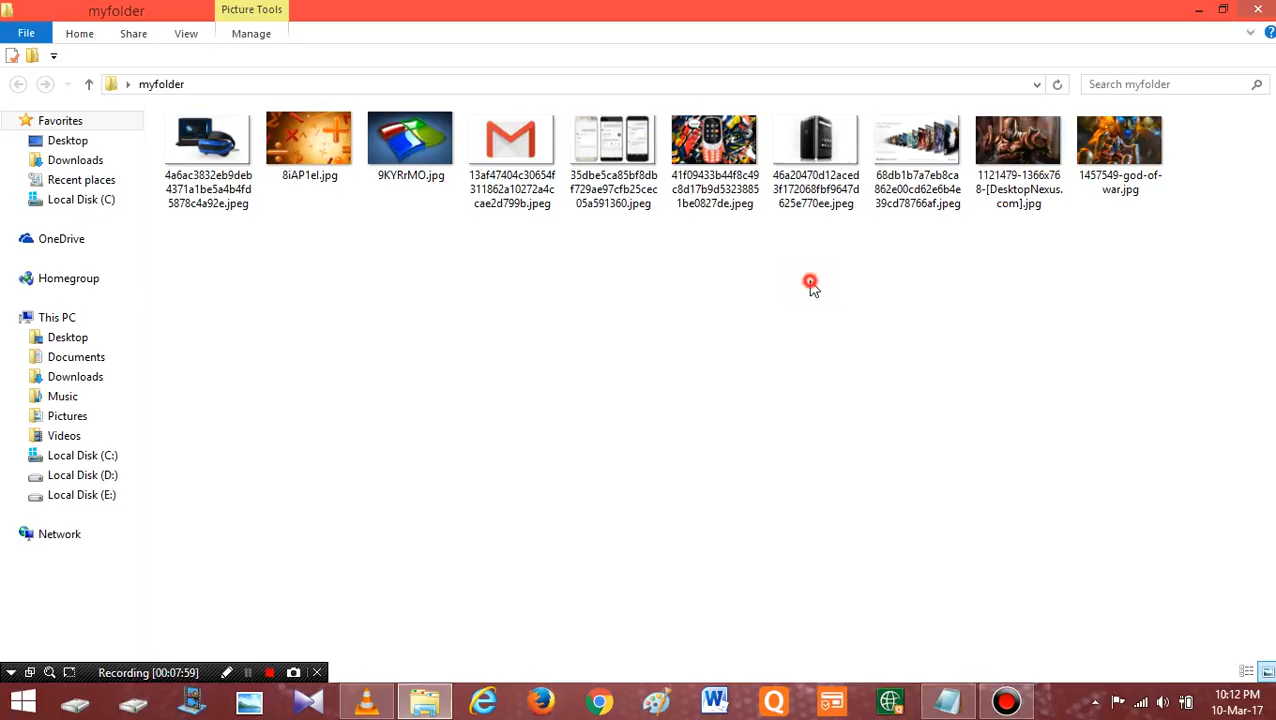 myfolder
Picture Tools
File
Home
Share
View
Manage
myfolder
Search myfolder
Favorites
Desktop
Downloads
Recent places
Local Disk (C)
OneDrive
Homegroup
This PC
Desktop
Documents
Downloads
Music
Pictures
Videos
Local Disk (C:)
Local Disk (D:)
Local Disk (E:)
Network
4a6ac3832eb9deb
4371a1be5a4b4fd
5878c4a92e.jpeg
8iAP1el.jpg
9KYRrMO.jpg
13af47404c30654f
311862a10272a4c
cae2d799b.jpeg
35dbe5ca85bf8db
f729ae97cfb25cec
05a591360.jpeg
41f09433b44f8c49
c8d17b9d5353885
1be0827de.jpeg
46a20470d12aced
3f172068fbf9647d
625e770ee.jpeg
68db1b7a7eb8ca
862e00cd62e6b4e
39cd78766af.jpeg
1121479-1366x76
8-[DesktopNexus.
com].jpg
1457549-god-of-
war.jpg
Recording [00:07:59]
10:12 PM
10-Mar-17